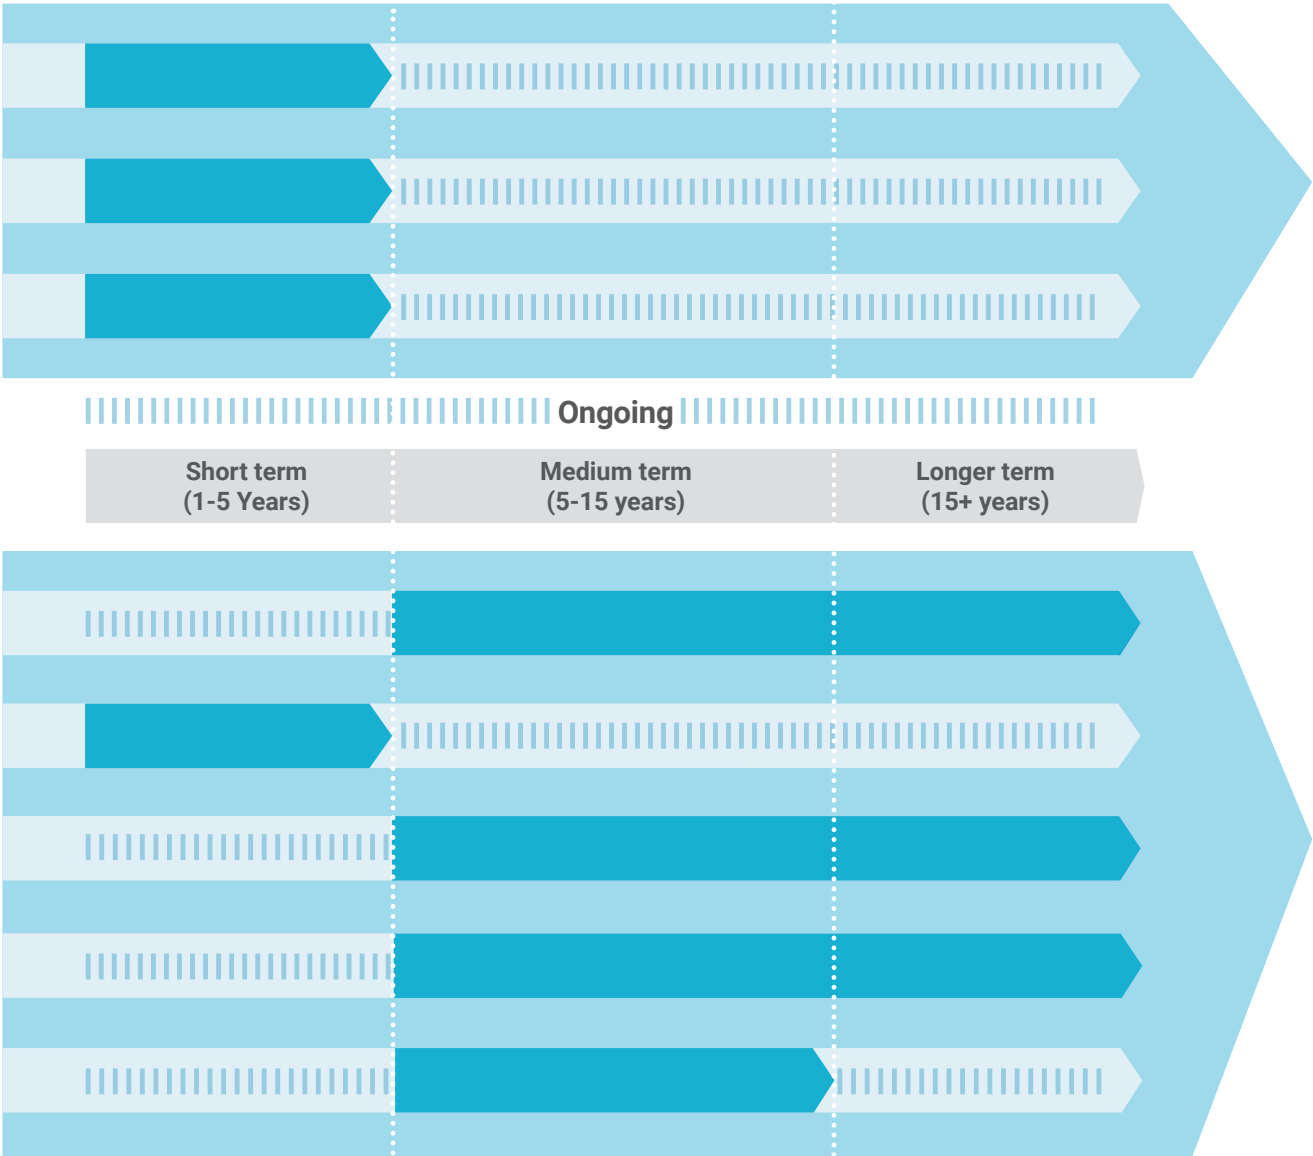 Ongoing
Short term
(1-5 Years)
Medium term
(5-15 years)
Longer term
(15+ years)